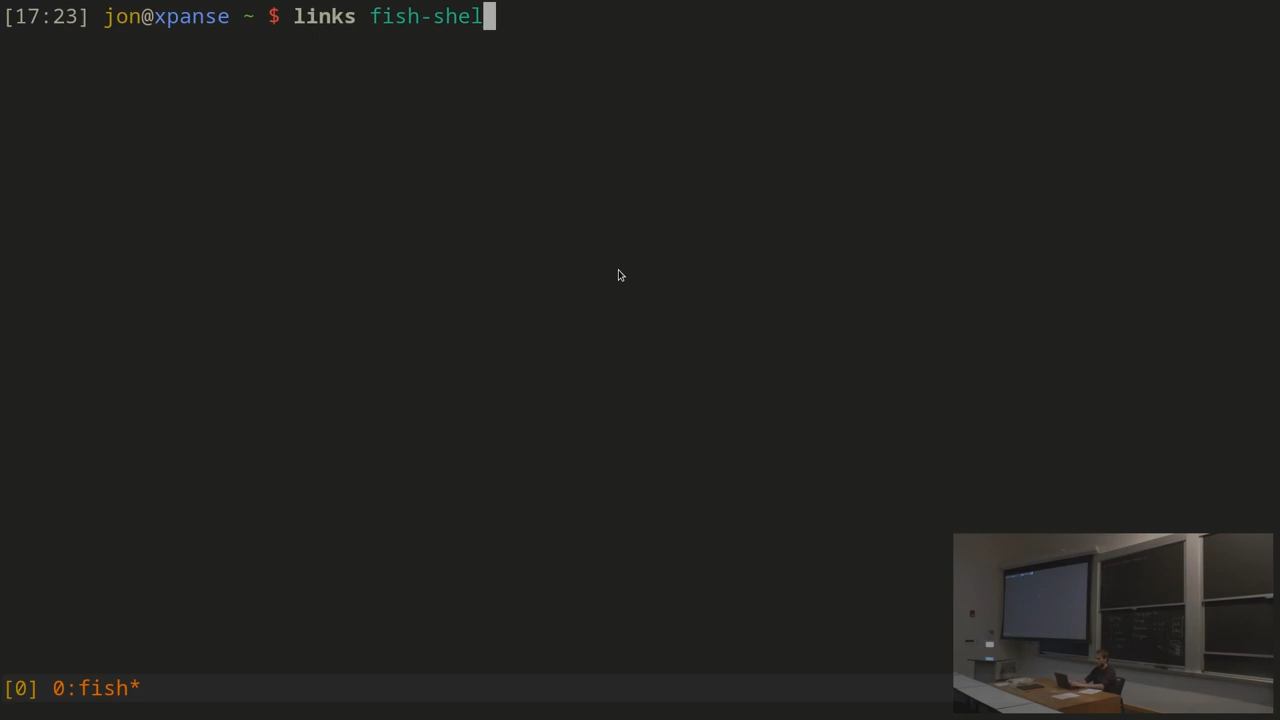 [17:23] jon@xpanse ~ $ links fish-shel
[0] 0:fish*